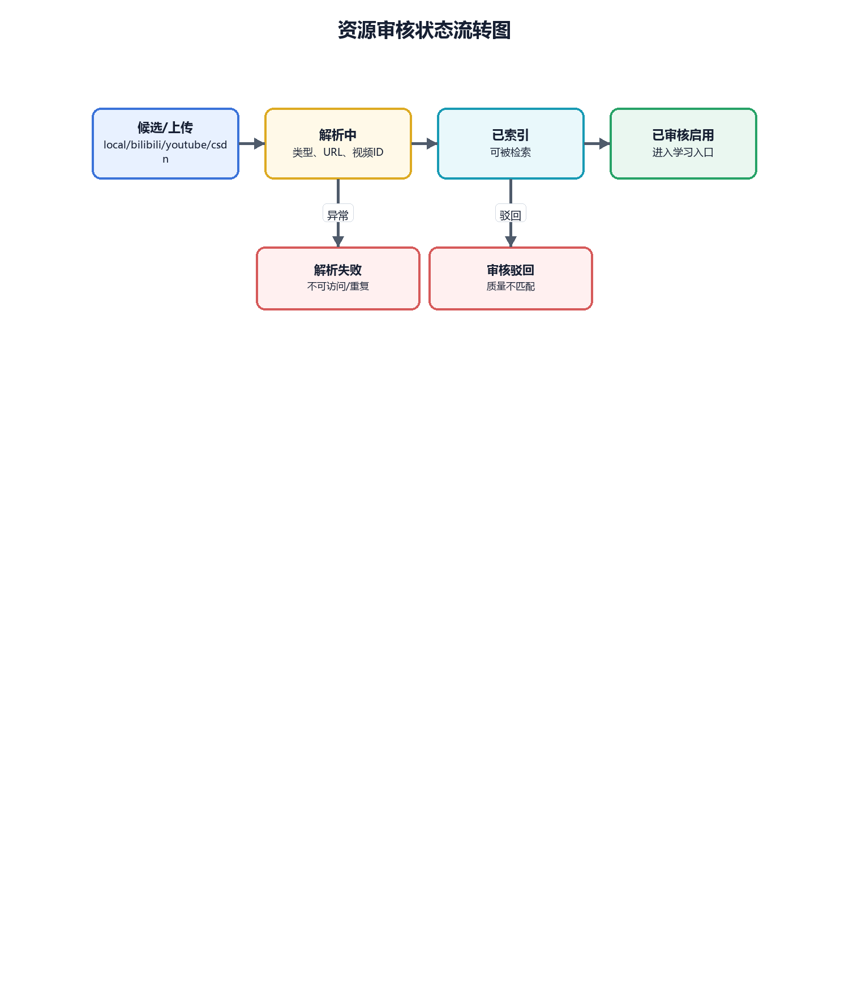 资源审核状态流转图
候选/上传
local/bilibili/youtube/csd
n
解析中
类型、URL、视频ID
已索引
可被检索
已审核启用
进入学习入口
异常
驳回
解析失败
不可访问/重复
审核驳回
质量不匹配